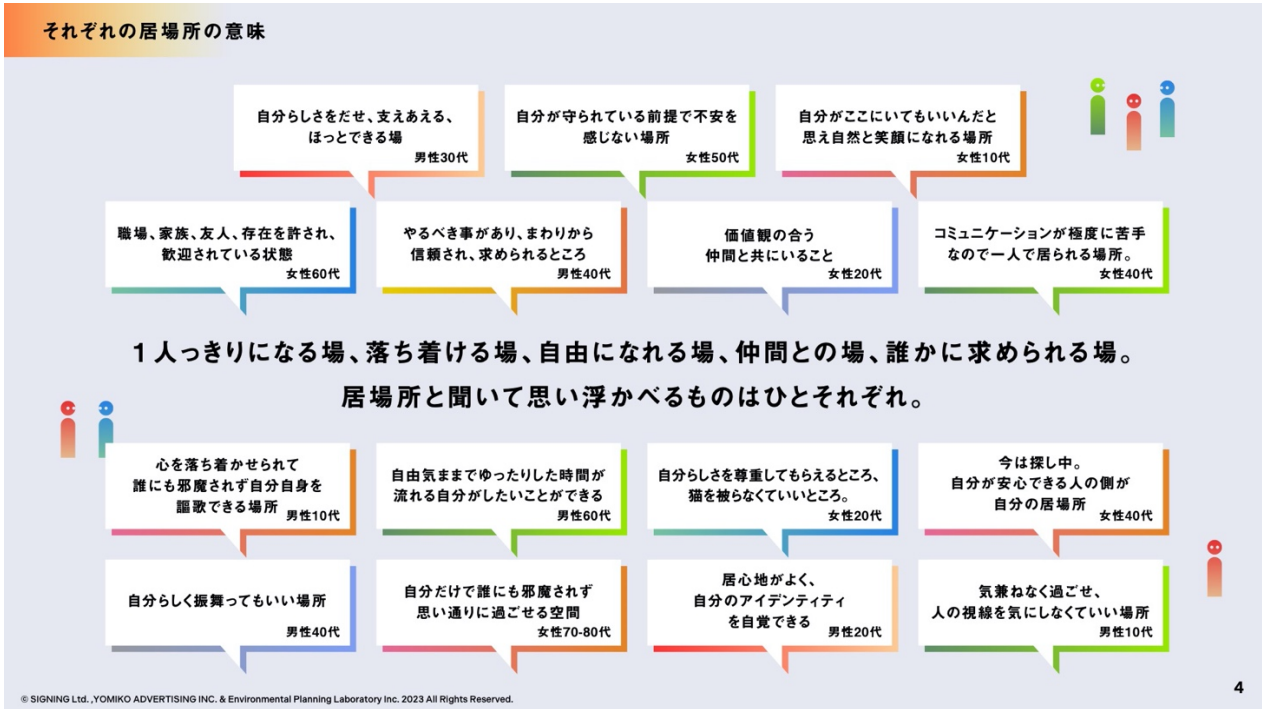 それぞれの居場所の意味
自分らしさをだせ、支えあえる、
ほっとできる場
男性30代
自分が守られている前提で不安を
感じない場所
女性50代
自分がここにいてもいいんだと
思え自然と笑顔になれる場所
女性10代
職場、家族、友人、存在を許され、
歓迎されている状態
女性60代
やるべき事があり、まわりから
信頼され、求められるところ
男性40代
価値観の合う
仲間と共にいること
女性20代
コミュニケーションが極度に苦手
なので一人で居られる場所。
女性40代
1人っきりになる場、落ち着ける場、自由になれる場、仲間との場、誰かに求められる場。
居場所と聞いて思い浮かべるものはひとそれぞれ。
心を落ち着かせられて
誰にも邪魔されず自分自身を
謳歌できる場所
男性10代
自由気ままでゆったりした時間が
流れる自分がしたいことができる
男性60代
自分らしさを尊重してもらえるところ、
猫を被らなくていいところ。
女性20代
今は探し中。
自分が安心できる人の側が
自分の居場所
女性40代
自分らしく振舞ってもいい場所
男性40代
自分だけで誰にも邪魔されず
思い通りに過ごせる空間
女性70-80代
居心地がよく、
自分のアイデンティティ
を自覚できる
男性20代
気兼ねなく過ごせ、
人の視線を気にしなくていい場所
男性10代
© SIGNING Ltd. ,YOMIKO ADVERTISING INC. & Environmental Planning Laboratory Inc. 2023 All Rights Reserved.
4